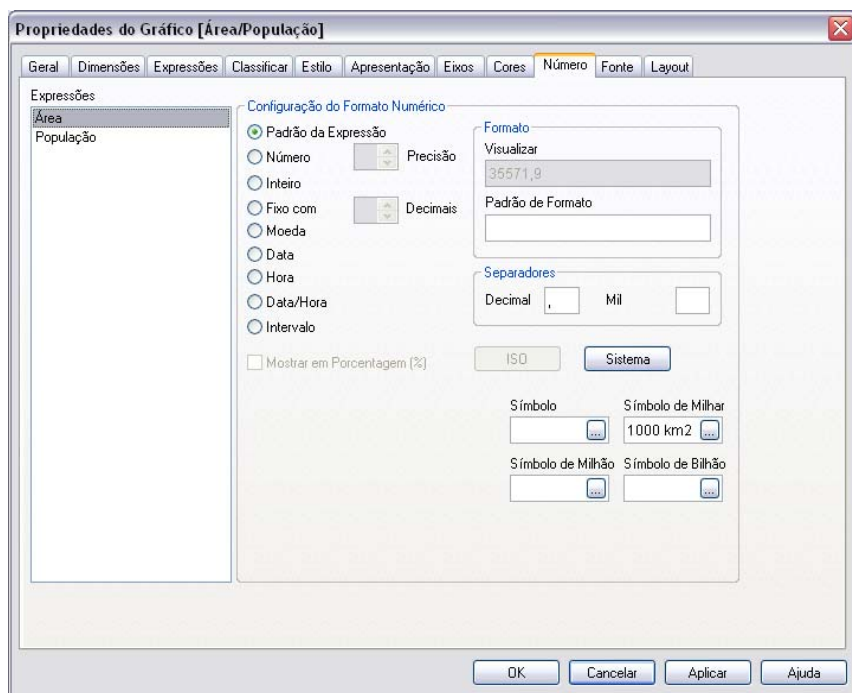 Propriedades do Gráfico [Área/População]
Geral Dimensões Expressões Classificar Estilo Apresentação Eixos Cores Número Fonte Layout
Expressões
Área
População
Configuração do Formato Numérico
Padrão da Expressão
Número Precisão
Inteiro
Fixo com Decimais
Moeda
Data
Hora
Data/Hora
Intervalo
Mostrar em Porcentagem (%)
Formato
Visualizar
35571,9
Padrão de Formato
Separadores
Decimal , Mil
ISO Sistema
Símbolo Símbolo de Milhar
... 1000 km2 ...
Símbolo de Milhão Símbolo de Bilhão
... ...
OK Cancelar Aplicar Ajuda